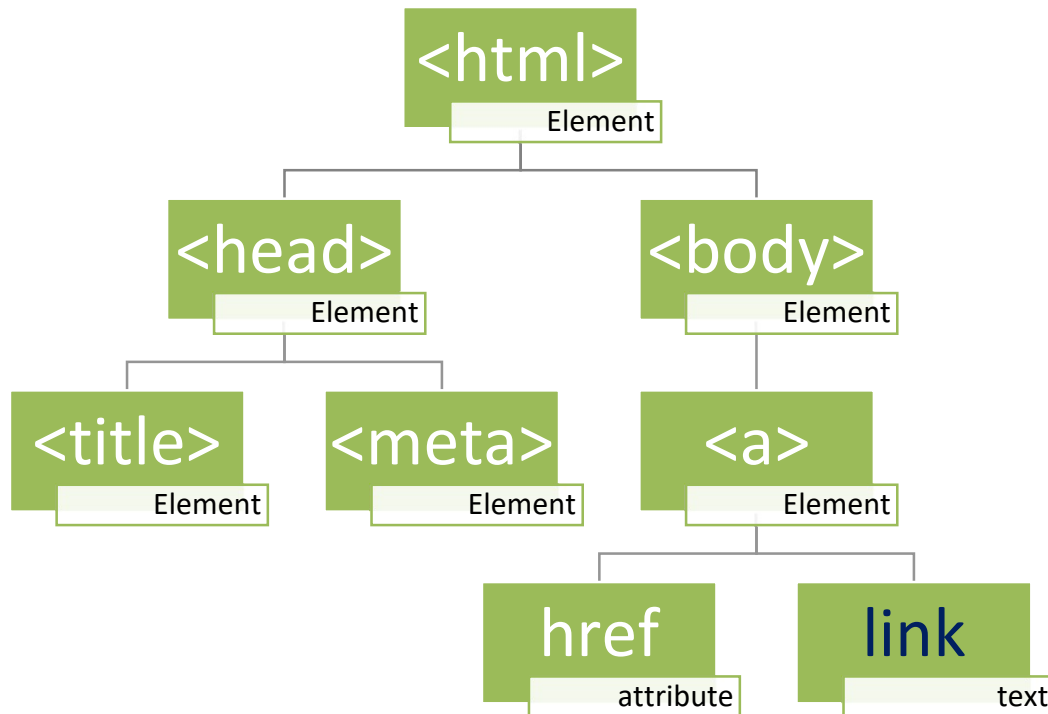 <html>
Element
<head>
Element
<body>
Element
<title>
Element
<meta>
Element
<a>
Element
href
attribute
link
text